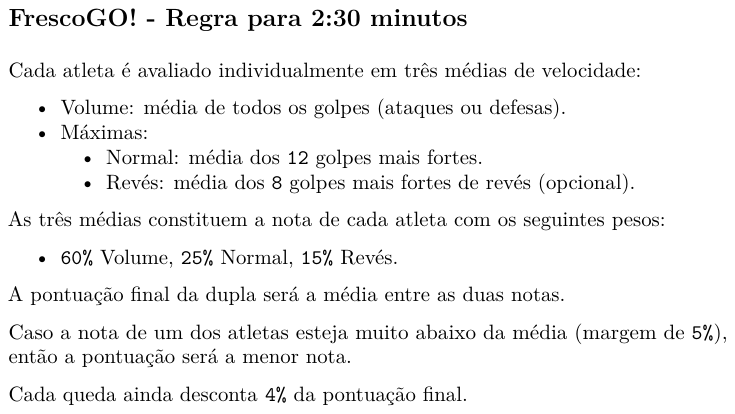 FrescoGO! - Regra para 2:30 minutos
Cada atleta é avaliado individualmente em três médias de velocidade:
• Volume: média de todos os golpes (ataques ou defesas).
• Máximas:
• Normal: média dos 12 golpes mais fortes.
• Revés: média dos 8 golpes mais fortes de revés (opcional).
As três médias constituem a nota de cada atleta com os seguintes pesos:
• 60% Volume, 25% Normal, 15% Revés.
A pontuação final da dupla será a média entre as duas notas.
Caso a nota de um dos atletas esteja muito abaixo da média (margem de 5%),
então a pontuação será a menor nota.
Cada queda ainda desconta 4% da pontuação final.